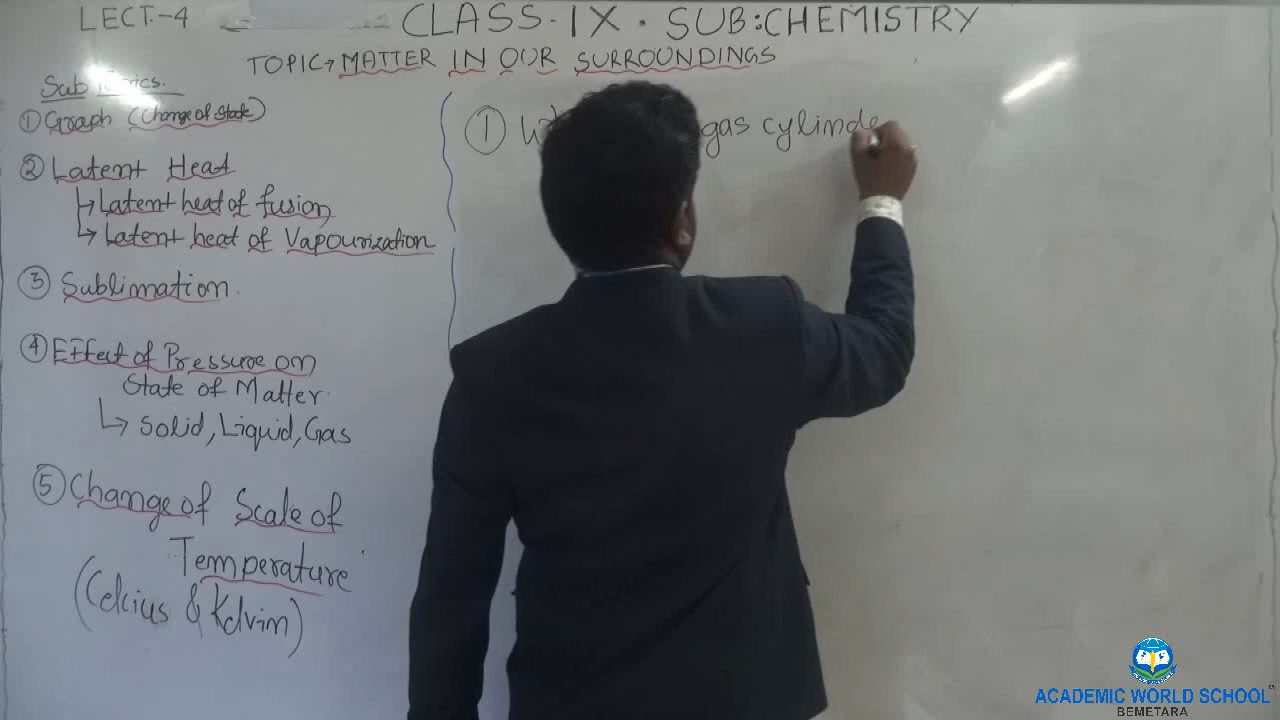 LECT:-4
CLASS-IX · SUB:CHEMISTRY
TOPIC→ MATTER IN OUR SURROUNDINGS
Sub
① Graph (Change of State)
② Latent Heat
→ Latent heat of fusion
→ Latent heat of Vapourization
③ Sublimation.
④ Effect of Pressure on
State of Matter.
↳ Solid, Liquid, Gas
⑤ Change of Scale of
Temperature
(Celcius & Kelvin)
① gas cylinde
ACADEMIC WORLD SCHOOL
BEMETARA